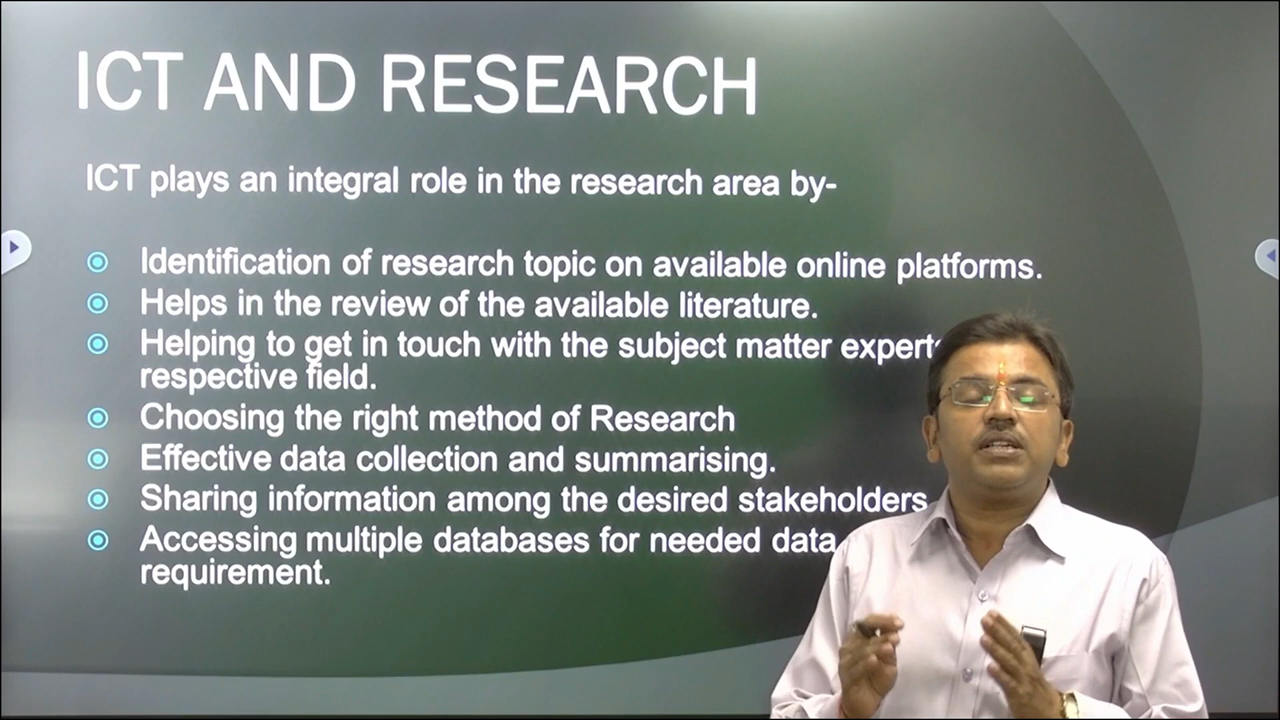 ICT AND RESEARCH
ICT plays an integral role in the research area by-
Identification of research topic on available online platforms.
Helps in the review of the available literature.
Helping to get in touch with the subject matter experts
respective field.
Choosing the right method of Research
Effective data collection and summarising.
Sharing information among the desired stakeholders
Accessing multiple databases for needed data
requirement.